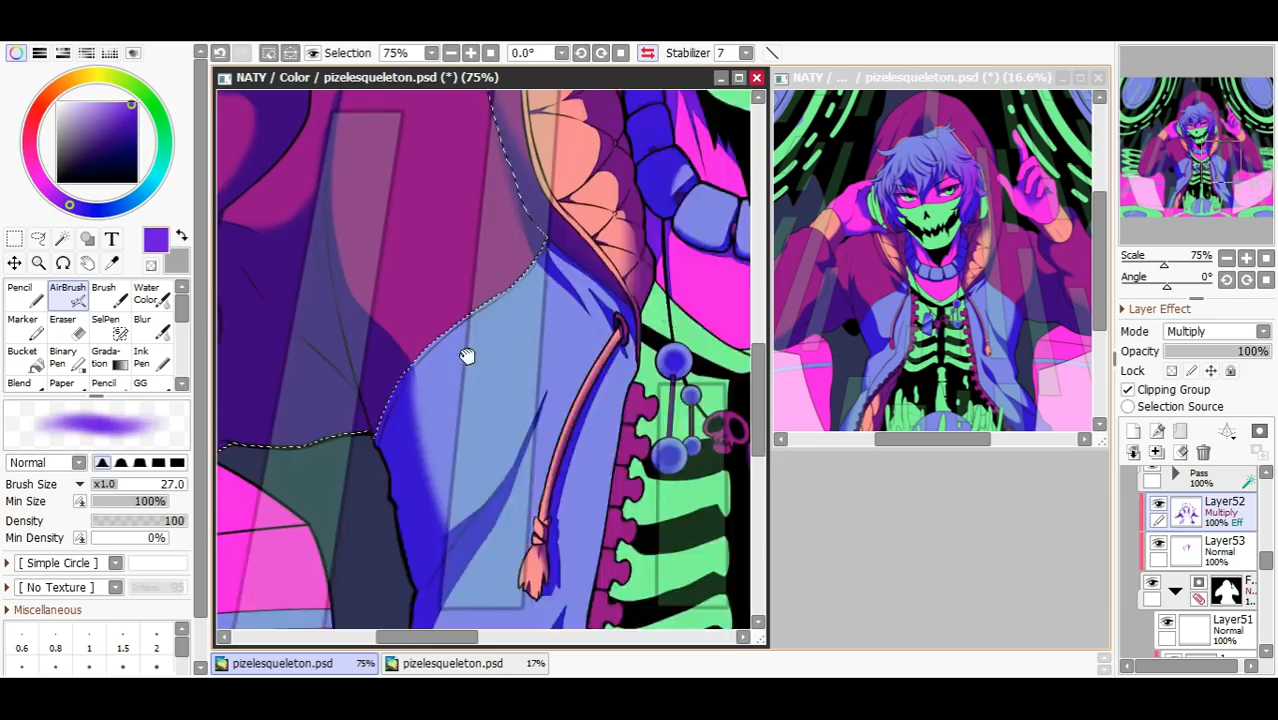 Selection 75% 0.0° Stabilizer 7
NATY / Color / pizelesqueleton.psd (*) (75%)
NATY / ... / pizelesqueleton.psd (*) (16.6%)
T
Pencil AirBrush Brush Water Color
Marker Eraser SelPen Blur
Bucket Binary Pen Grada-tion Ink Pen
Blend Paper Pencil GG
Normal
Brush Size x1.0 27.0
Min Size 100%
Density 100
Min Density 0%
[ Simple Circle ]
[ No Texture ] 95
Miscellaneous
0.6 0.8 1 1.5 2
pizelesqueleton.psd 75% pizelesqueleton.psd 17%
Scale 75%
Angle 0°
Layer Effect
Mode Multiply
Opacity 100%
Lock
Clipping Group
Selection Source
Pass
100%
Layer52
Multiply
100% Eff
Layer53
Normal
100%
F...
N..
1...
Layer51
Normal
100%